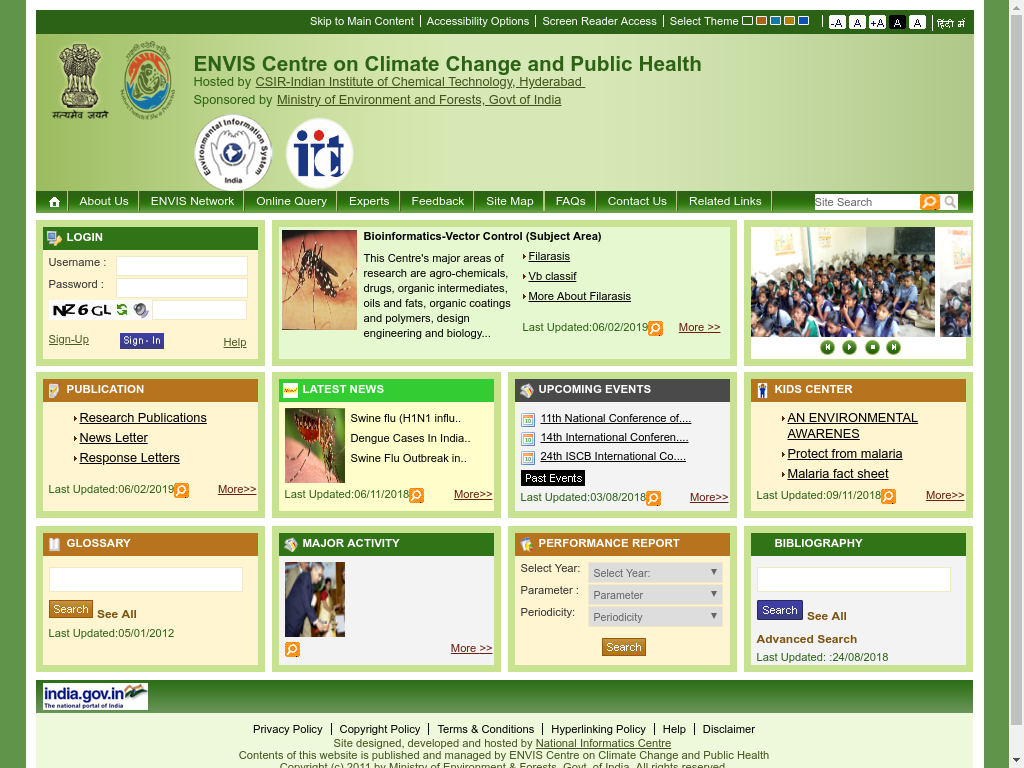 Skip to Main Content Accessibility Options Screen Reader Access Select Theme -A A +A A A हिंदी में
ENVIS Centre on Climate Change and Public Health
Hosted by CSIR-Indian Institute of Chemical Technology, Hyderabad
Sponsored by Ministry of Environment and Forests, Govt of India
सत्यमेव जयते
Environmental Information System
India
iict
About Us ENVIS Network Online Query Experts Feedback Site Map FAQs Contact Us Related Links Site Search
LOGIN
Username :
Password :
NZ6GL
Sign-Up Sign - In Help
Bioinformatics-Vector Control (Subject Area)
This Centre's major areas of
research are agro-chemicals,
drugs, organic intermediates,
oils and fats, organic coatings
and polymers, design
engineering and biology...
Filarasis
Vb classif
More About Filarasis
Last Updated:06/02/2019 More >>
PUBLICATION
Research Publications
News Letter
Response Letters
Last Updated:06/02/2019 More>>
LATEST NEWS
Swine flu (H1N1 influ..
Dengue Cases In India..
Swine Flu Outbreak in..
Last Updated:06/11/2018 More>>
UPCOMING EVENTS
11th National Conference of....
14th International Conferen....
24th ISCB International Co....
Past Events
Last Updated:03/08/2018 More>>
KIDS CENTER
AN ENVIRONMENTAL
AWARENES
Protect from malaria
Malaria fact sheet
Last Updated:09/11/2018 More>>
GLOSSARY
Search See All
Last Updated:05/01/2012
MAJOR ACTIVITY
More >>
PERFORMANCE REPORT
Select Year: Select Year:
Parameter : Parameter
Periodicity: Periodicity
Search
BIBLIOGRAPHY
Search See All
Advanced Search
Last Updated: :24/08/2018
india.gov.in
The national portal of India
Privacy Policy Copyright Policy Terms & Conditions Hyperlinking Policy Help Disclaimer
Site designed, developed and hosted by National Informatics Centre
Contents of this website is published and managed by ENVIS Centre on Climate Change and Public Health
Copyright (c) 2011 by Ministry of Environment & Forests, Govt. of India. All rights reserved.